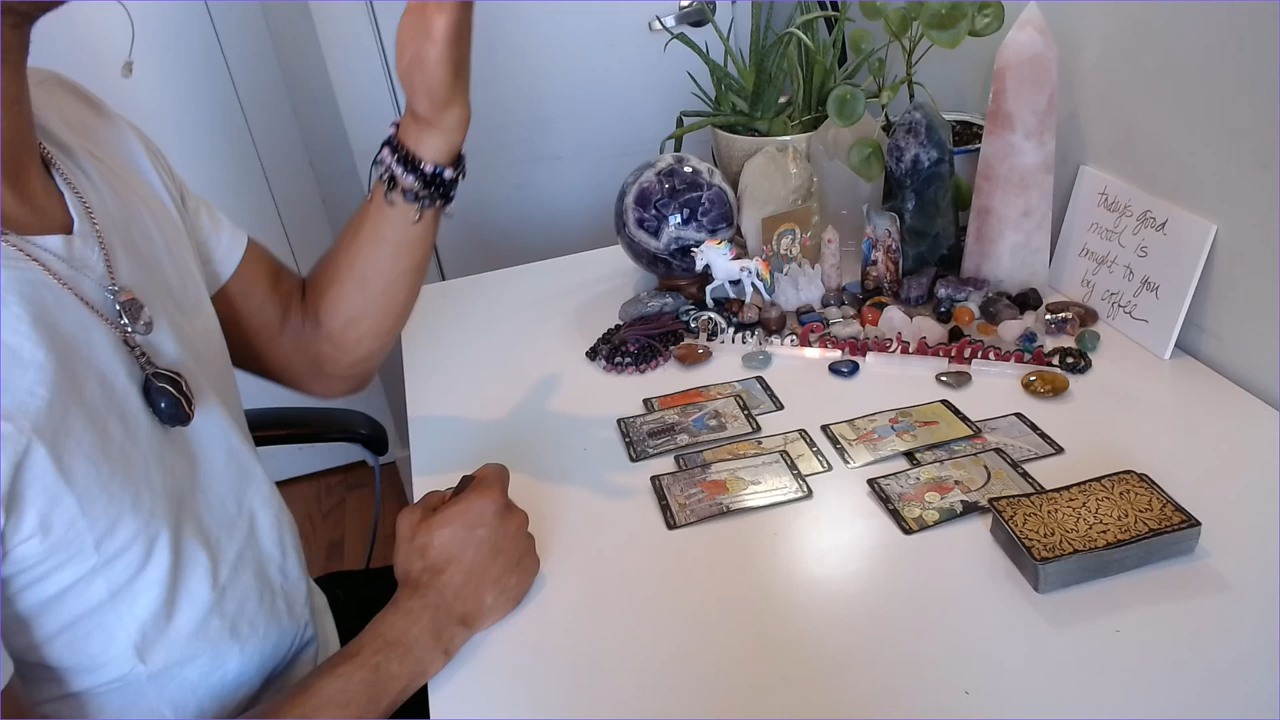 today's good
mood is
brought to you
by coffee
Divine Conversations